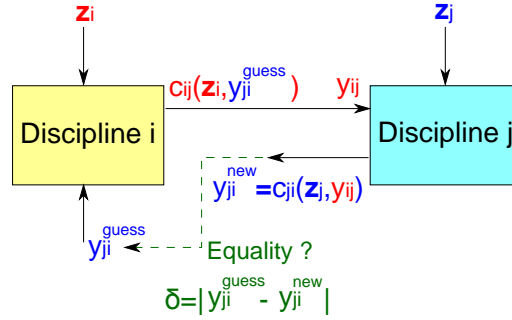 zi zj
cij(zi,yji^guess) yij
Discipline i Discipline j
yji^new=cji(zj,yij)
yji^guess Equality ?
δ=|yji^guess - yji^new|